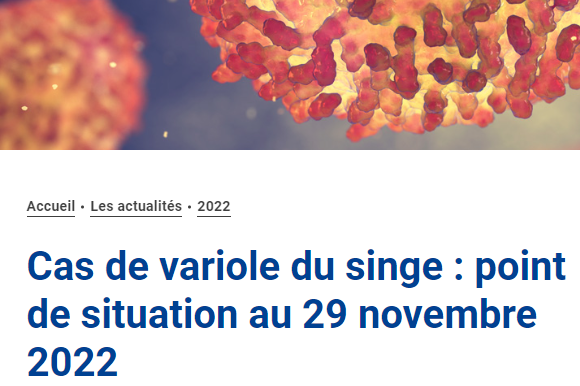 Accueil • Les actualités • 2022
Cas de variole du singe : point
de situation au 29 novembre
2022